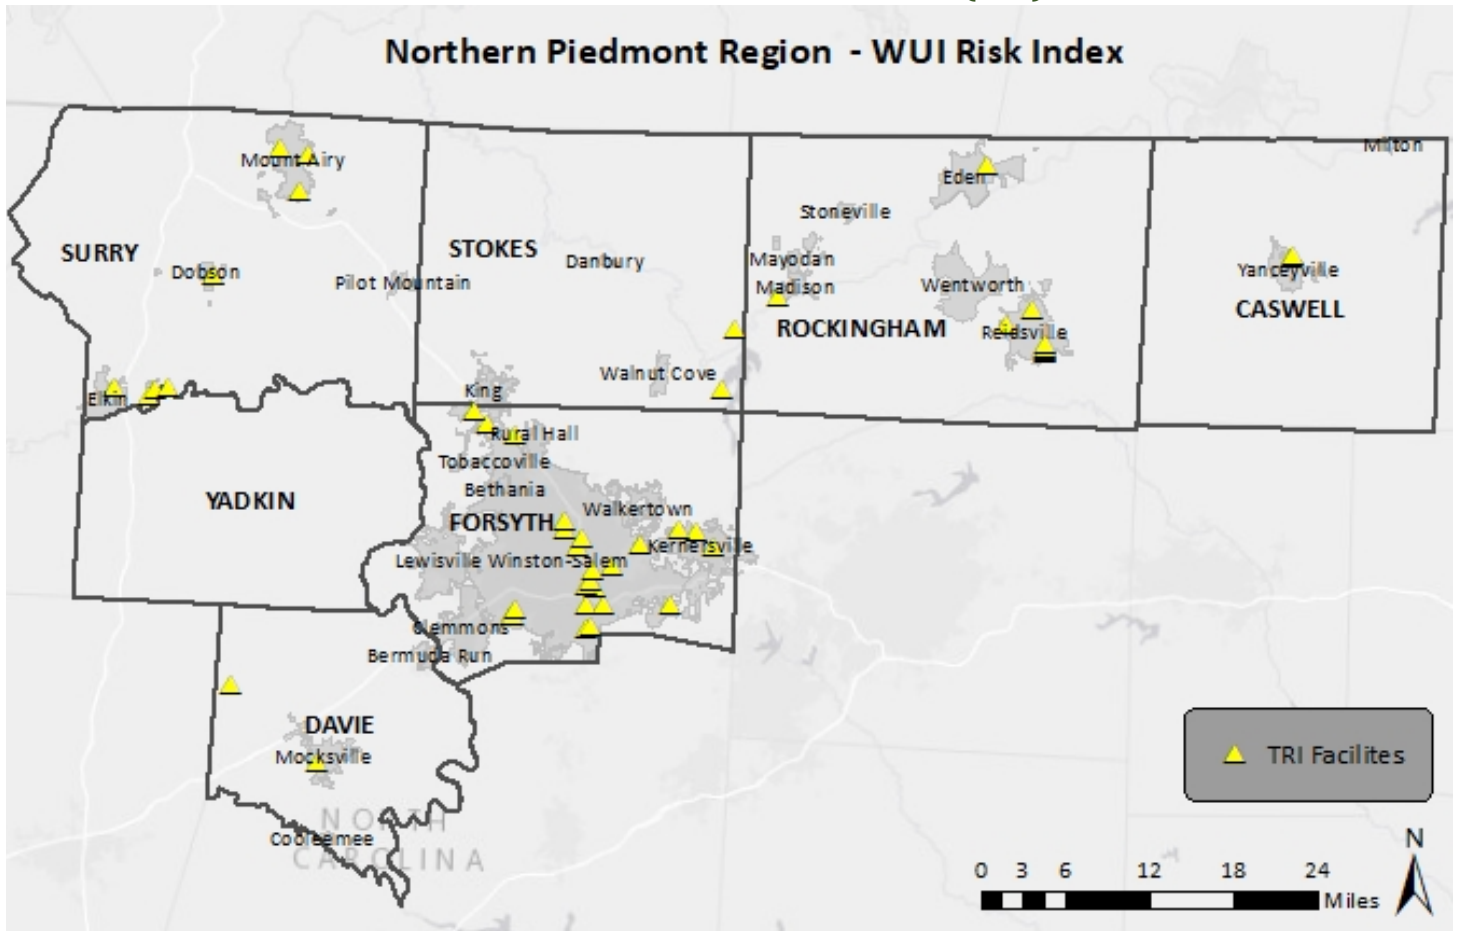 Northern Piedmont Region - WUI Risk Index
Milton
Mount Airy
Eden
Stoneville
SURRY
STOKES
Danbury
Mayodan
Dobson
Yanceyville
Pilot Mountain
Madison
Wentworth
CASWELL
ROCKINGHAM
Reidsville
Walnut Cove
King
Elkin
Rural Hall
Tobaccoville
Bethania
YADKIN
Walkertown
FORSYTH
Kernersville
Lewisville Winston-Salem
Clemmons
Bermuda Run
DAVIE
Mocksville
TRI Facilites
NORTH
CAROLINA
Cooleemee
N
0 3 6 12 18 24
Miles